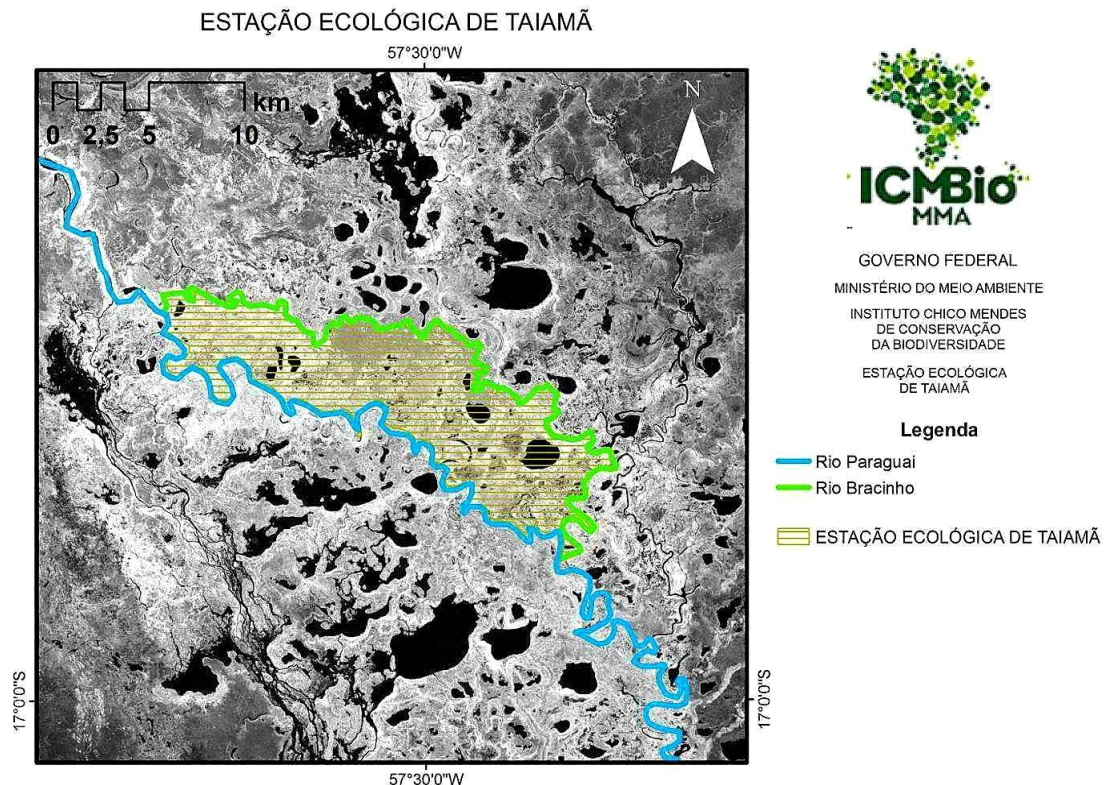 ESTAÇÃO ECOLÓGICA DE TAIAMÃ
57°30'0"W
km
0 2,5 5 10
N
17°0'0"S
17°0'0"S
57°30'0"W
ICMBio
MMA
GOVERNO FEDERAL
MINISTÉRIO DO MEIO AMBIENTE
INSTITUTO CHICO MENDES
DE CONSERVAÇÃO
DA BIODIVERSIDADE
ESTAÇÃO ECOLÓGICA
DE TAIAMÃ
Legenda
Rio Paraguai
Rio Bracinho
ESTAÇÃO ECOLÓGICA DE TAIAMÃ